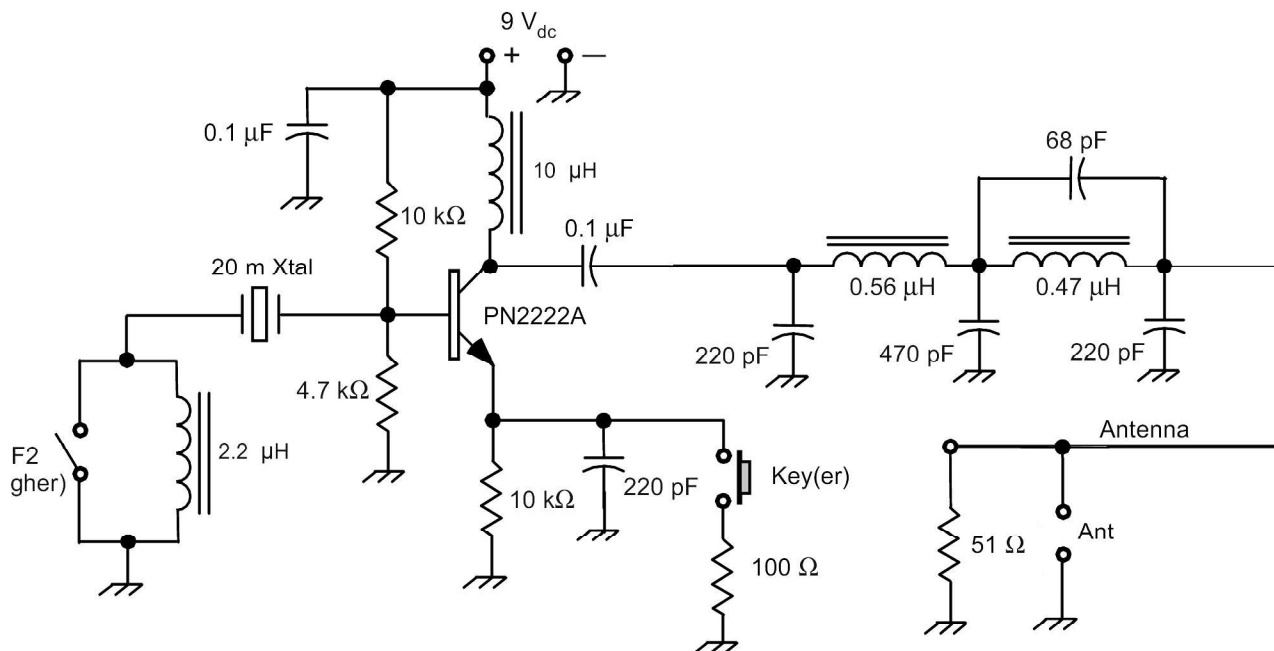 9 Vdc
+ —
0.1 μF
10 μH
68 pF
10 kΩ
0.1 μF
20 m Xtal
0.56 μH
0.47 μH
PN2222A
220 pF
470 pF
220 pF
4.7 kΩ
F2
gher)
2.2 μH
Antenna
10 kΩ
220 pF
Key(er)
51 Ω
Ant
100 Ω